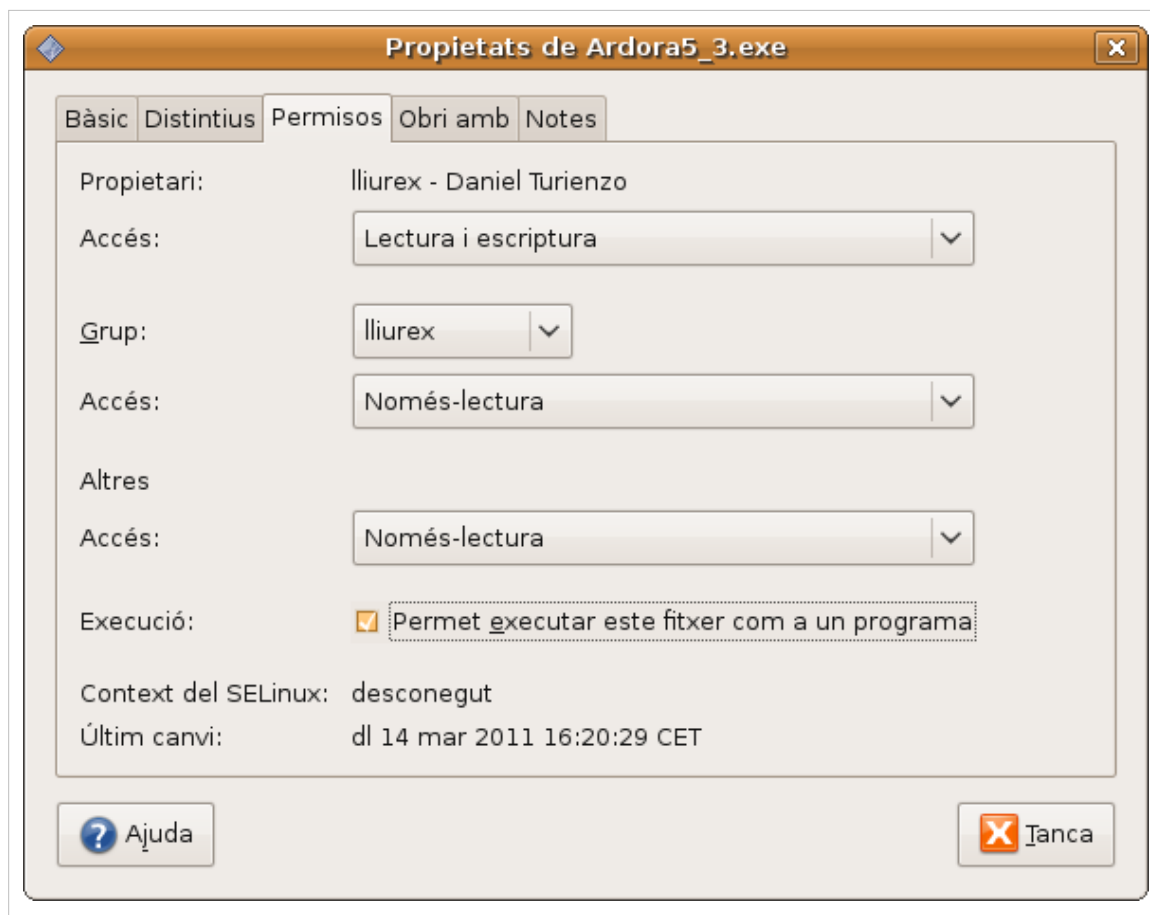 Propietats de Ardora5_3.exe
Bàsic Distintius Permisos Obri amb Notes
Propietari: lliurex - Daniel Turienzo
Accés: Lectura i escriptura
Grup: lliurex
Accés: Només-lectura
Altres
Accés: Només-lectura
Execució: Permet executar este fitxer com a un programa
Context del SELinux: desconegut
Últim canvi: dl 14 mar 2011 16:20:29 CET
Ajuda Tanca